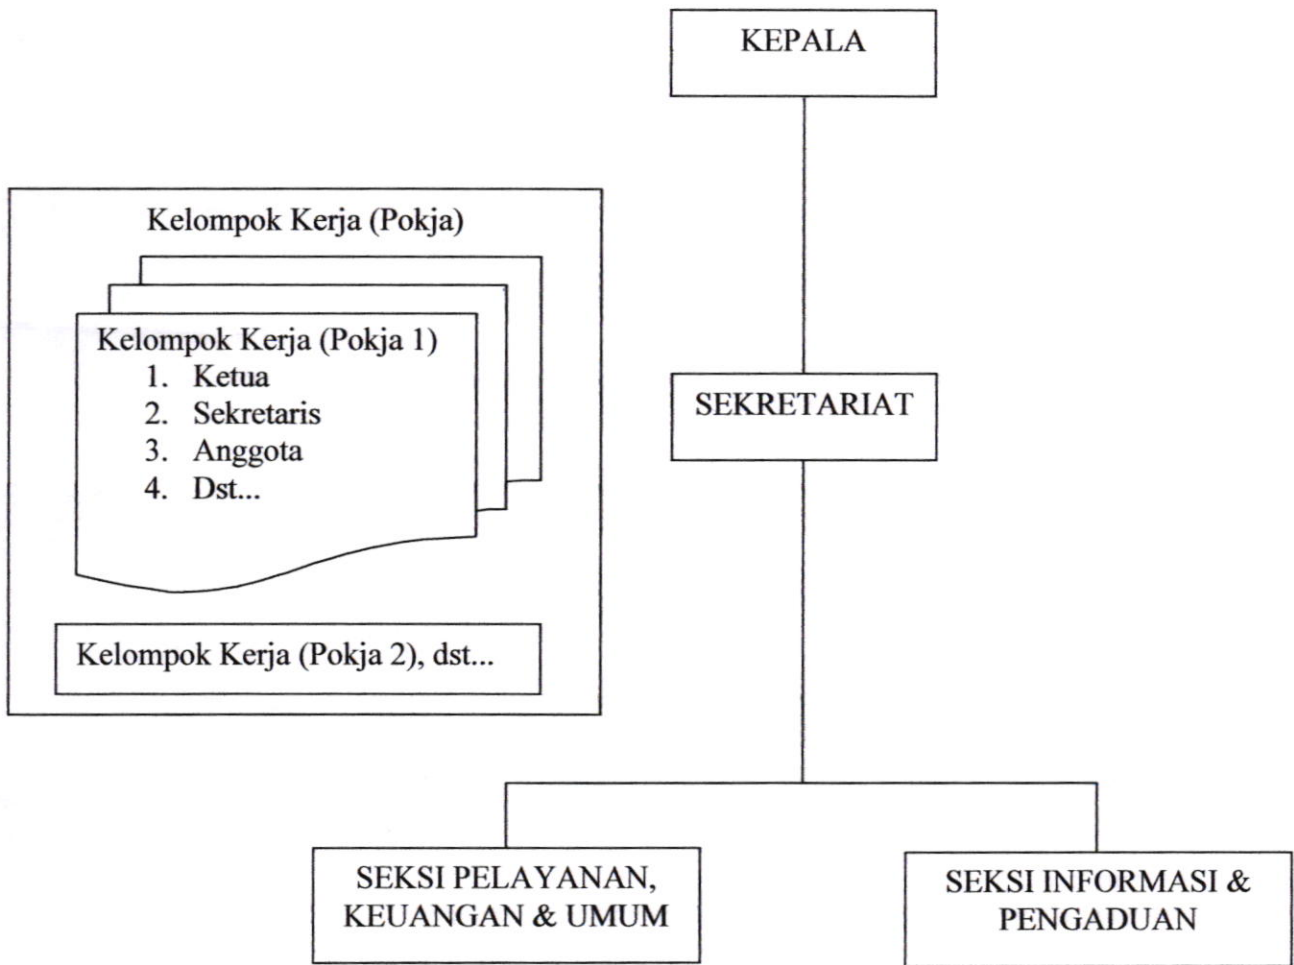 KEPALA
Kelompok Kerja (Pokja)
Kelompok Kerja (Pokja 1)
1. Ketua
2. Sekretaris
3. Anggota
4. Dst...
SEKRETARIAT
Kelompok Kerja (Pokja 2), dst...
SEKSI PELAYANAN,
KEUANGAN & UMUM
SEKSI INFORMASI &
PENGADUAN